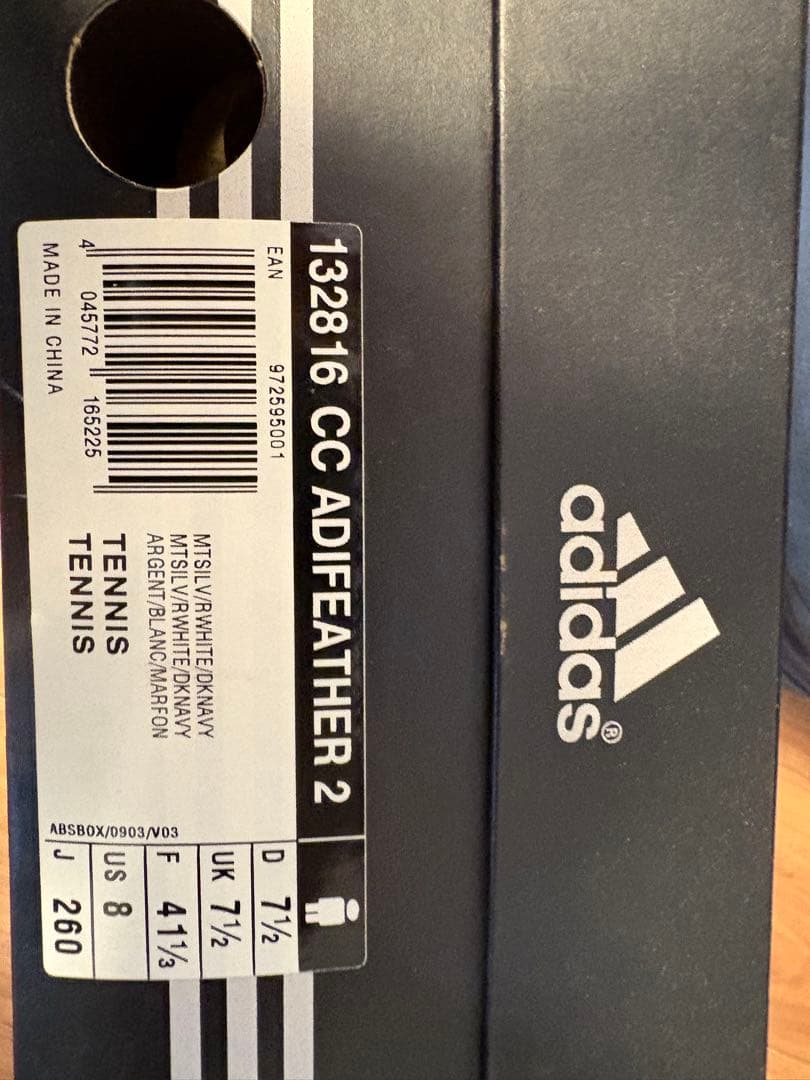 132816 CC ADIFEATHER 2
EAN 972595001
4 045772 165225
MADE IN CHINA
MTSILV/RWHITE/DKNAVY
MTSILV/RWHITE/DKNAVY
ARGENT/BLANC/MARFON
TENNIS
TENNIS
ABSBOX/0903/V03
D 7½
UK 7½
F 41⅓
US 8
J 260
adidas®